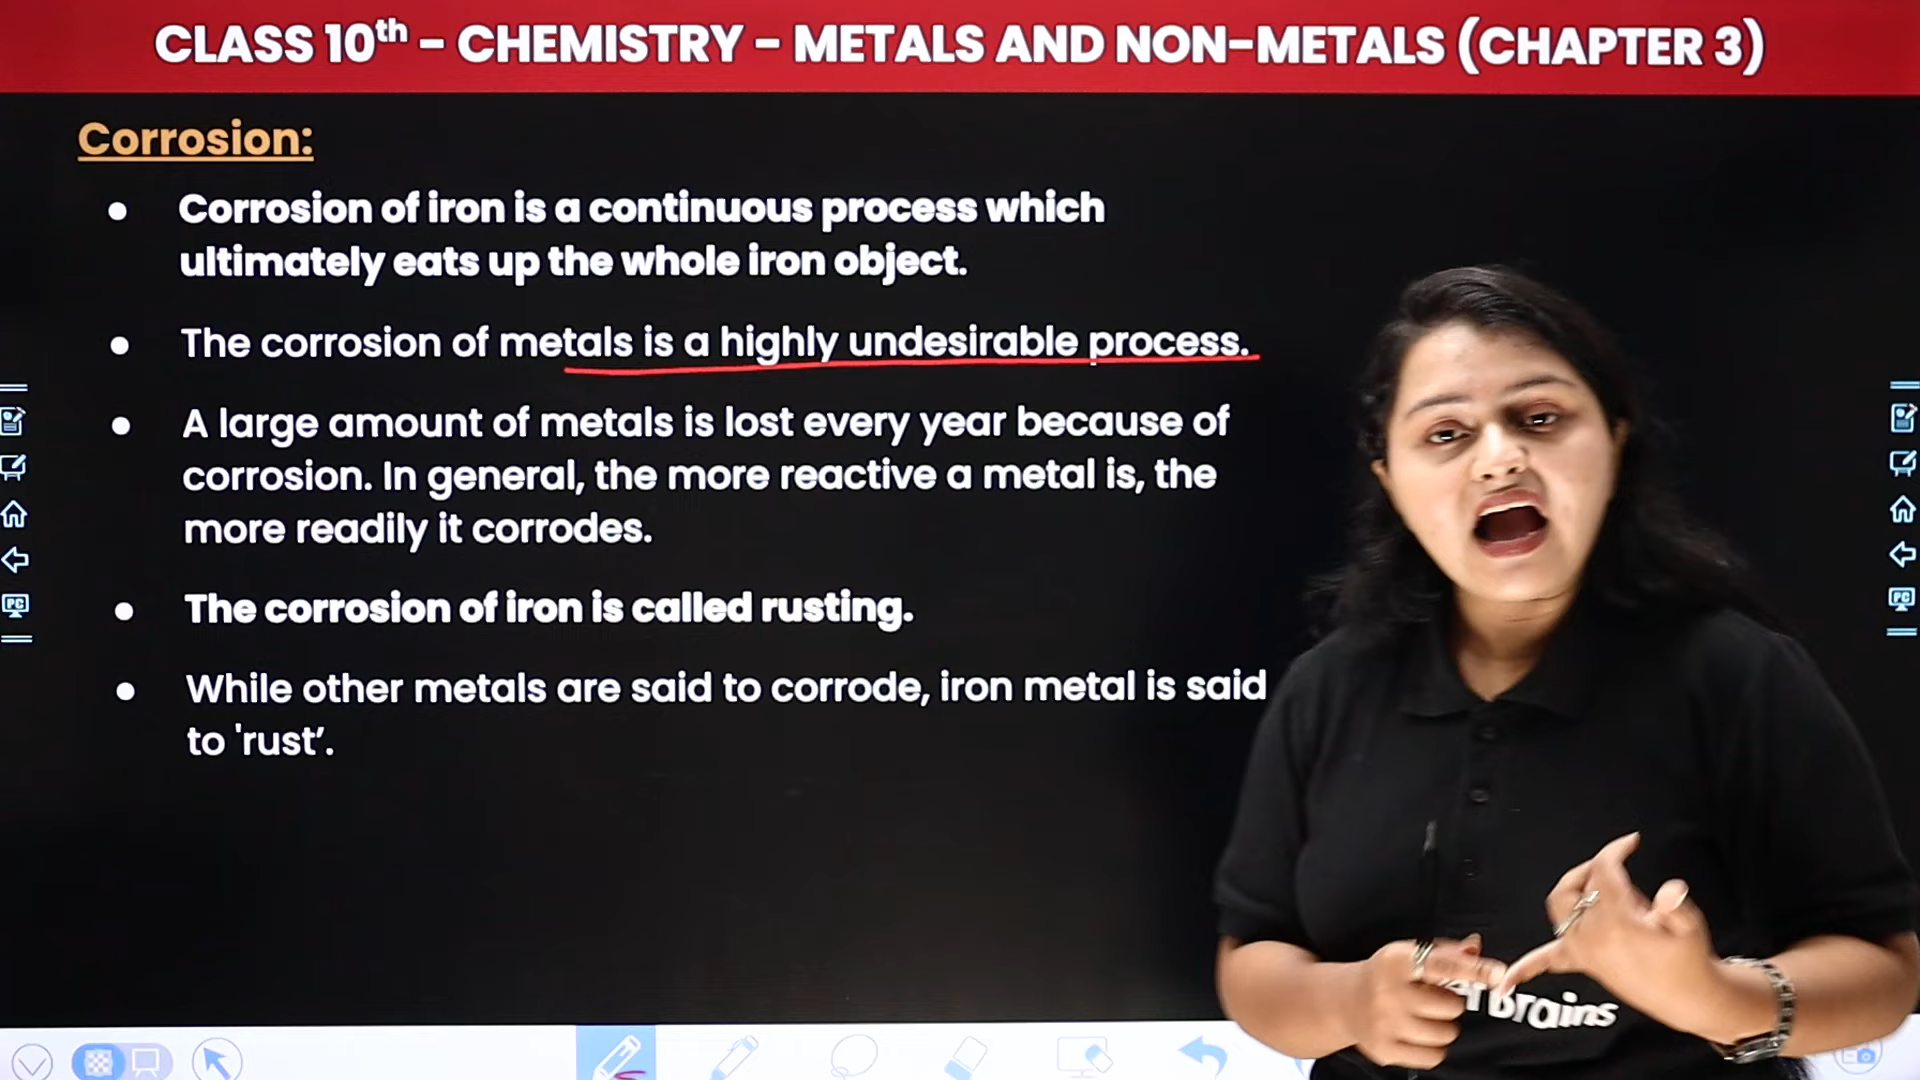 CLASS 10th – CHEMISTRY – METALS AND NON-METALS (CHAPTER 3)
Corrosion:
● Corrosion of iron is a continuous process which
ultimately eats up the whole iron object.
● The corrosion of metals is a highly undesirable process.
● A large amount of metals is lost every year because of
corrosion. In general, the more reactive a metal is, the
more readily it corrodes.
● The corrosion of iron is called rusting.
● While other metals are said to corrode, iron metal is said
to 'rust’.
PC
PC
Brains